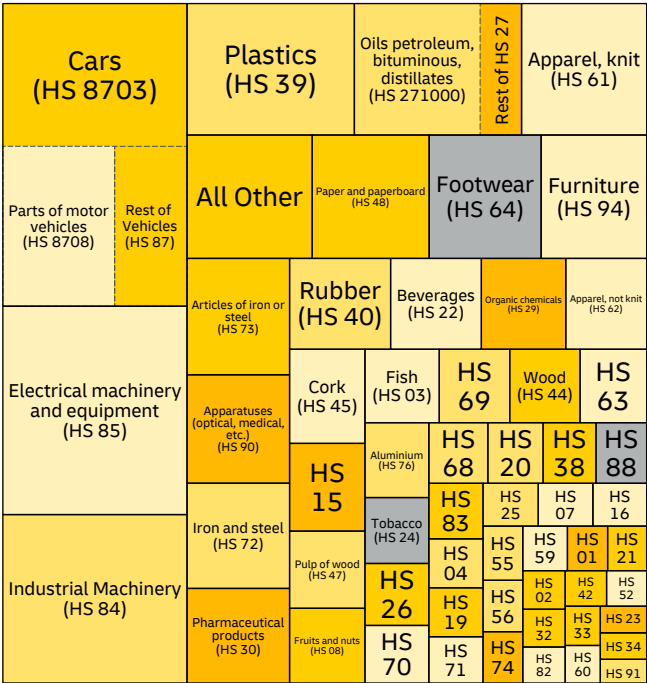 Cars
(HS 8703)
Plastics
(HS 39)
Oils petroleum,
bituminous,
distillates
(HS 271000)
Rest of HS 27
Apparel, knit
(HS 61)
Parts of motor
vehicles
(HS 8708)
Rest of
Vehicles
(HS 87)
All Other
Paper and paperboard
(HS 48)
Footwear
(HS 64)
Furniture
(HS 94)
Articles of iron or
steel
(HS 73)
Rubber
(HS 40)
Beverages
(HS 22)
Organic chemicals
(HS 29)
Apparel, not knit
(HS 62)
Electrical machinery
and equipment
(HS 85)
Apparatuses
(optical, medical,
etc.)
(HS 90)
Cork
(HS 45)
Fish
(HS 03)
HS
69
Wood
(HS 44)
HS
63
HS
15
Aluminium
(HS 76)
HS
68
HS
20
HS
38
HS
88
Industrial Machinery
(HS 84)
Iron and steel
(HS 72)
Pulp of wood
(HS 47)
Tobacco
(HS 24)
HS
83
HS
25
HS
07
HS
16
HS
04
HS
55
HS
59
HS
01
HS
21
Pharmaceutical
products
(HS 30)
Fruits and nuts
(HS 08)
HS
26
HS
19
HS
56
HS
02
HS
42
HS
52
HS
32
HS
33
HS 23
HS
70
HS
71
HS
74
HS
82
HS
60
HS 34
HS 91